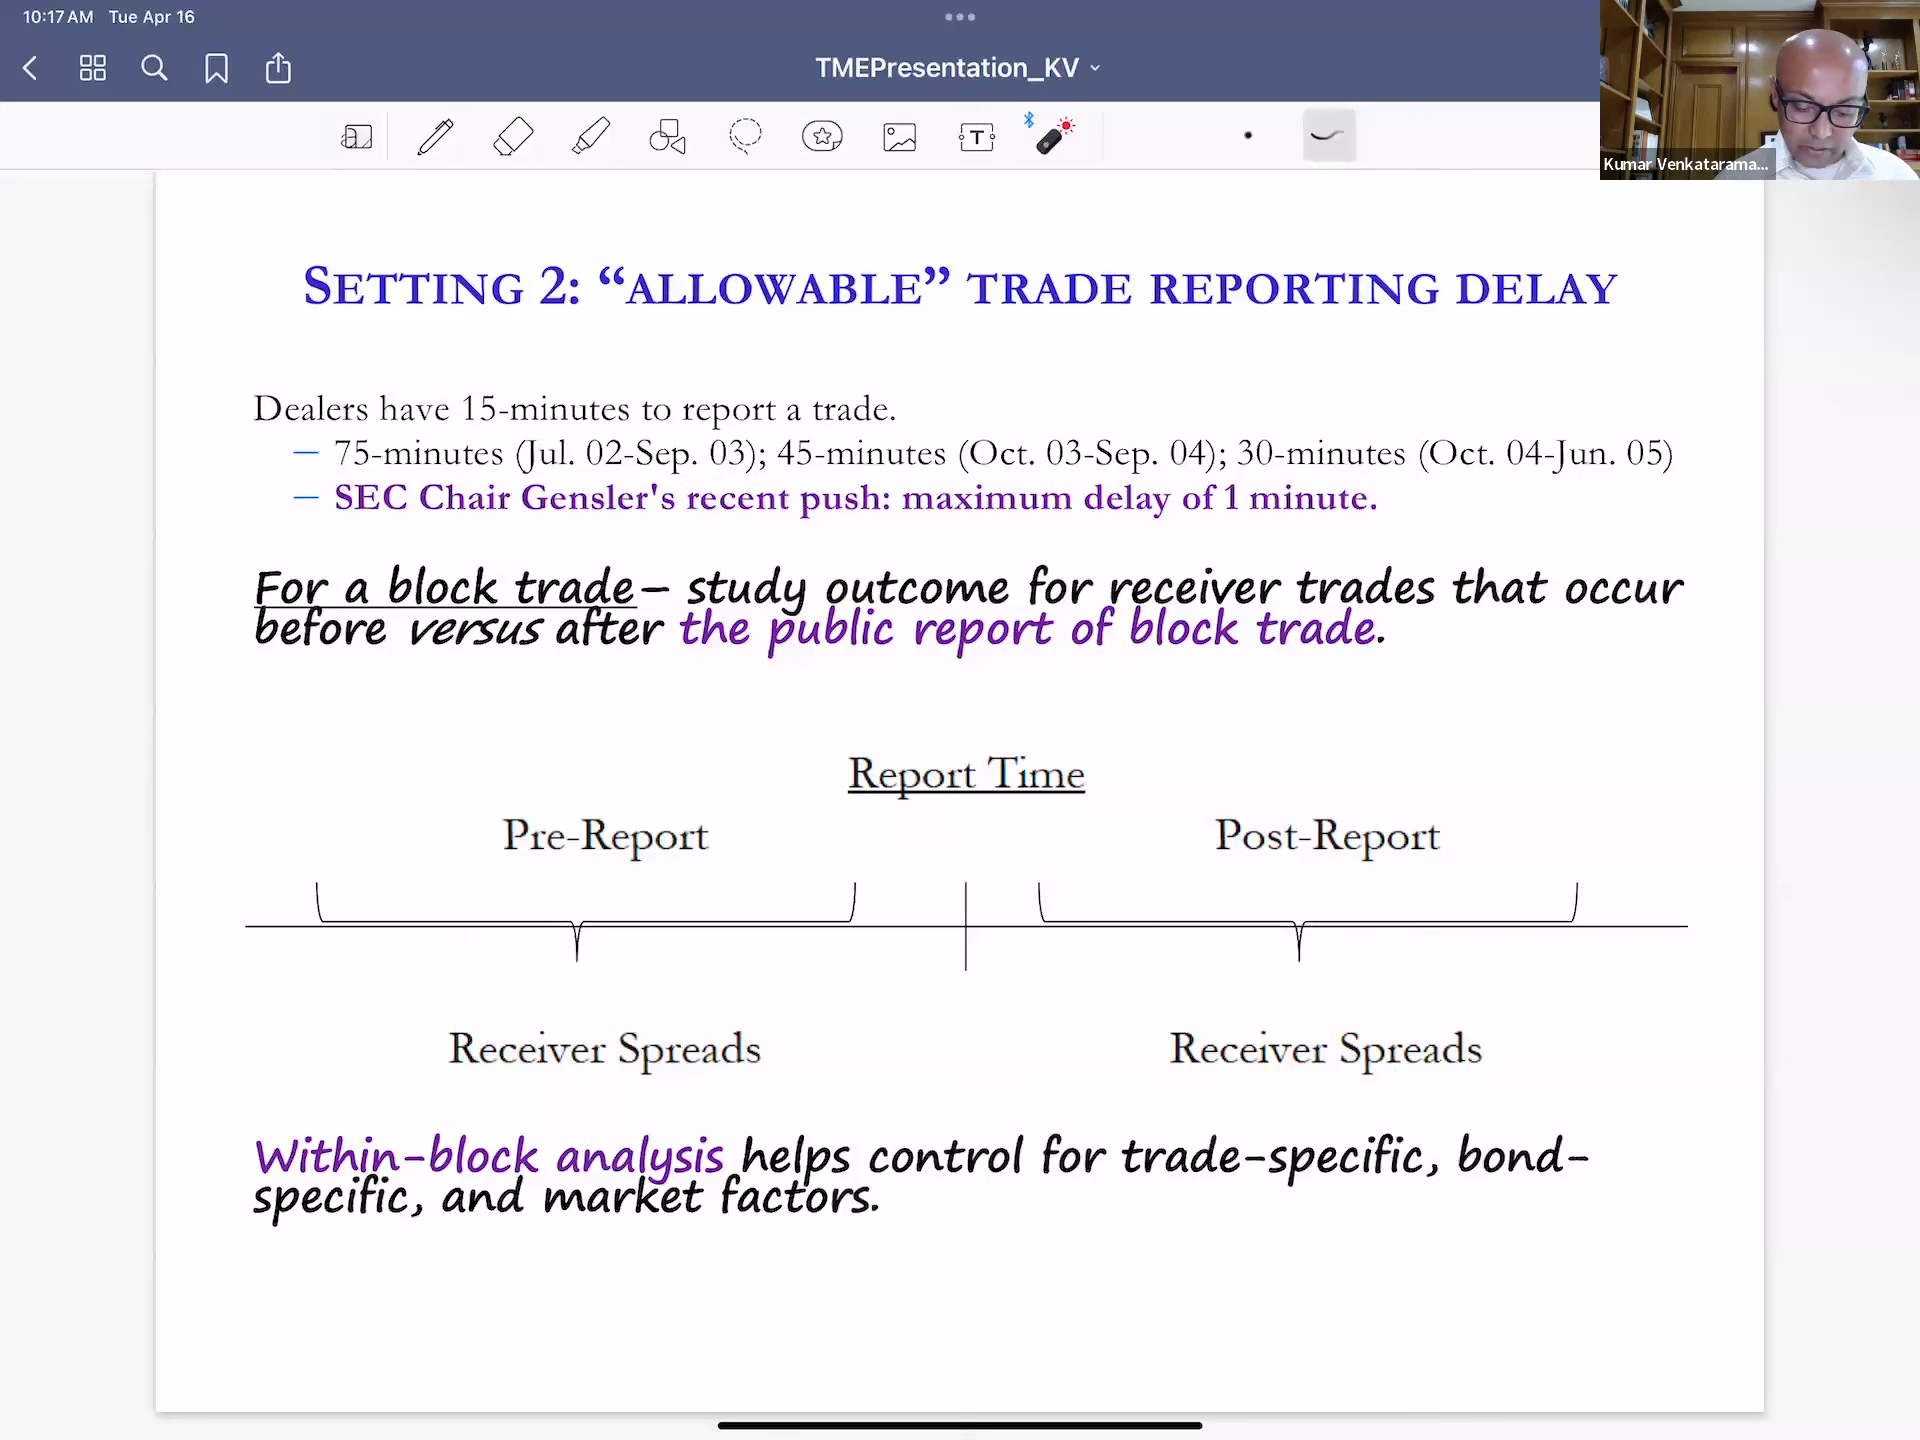 10:17 AM Tue Apr 16
TMEPresentation_KV
Kumar Venkatarama...
T
SETTING 2: “ALLOWABLE” TRADE REPORTING DELAY
Dealers have 15-minutes to report a trade.
– 75-minutes (Jul. 02-Sep. 03); 45-minutes (Oct. 03-Sep. 04); 30-minutes (Oct. 04-Jun. 05)
– SEC Chair Gensler's recent push: maximum delay of 1 minute.
For a block trade– study outcome for receiver trades that occur
before versus after the public report of block trade.
Report Time
Pre-Report Post-Report
Receiver Spreads Receiver Spreads
Within-block analysis helps control for trade-specific, bond-
specific, and market factors.